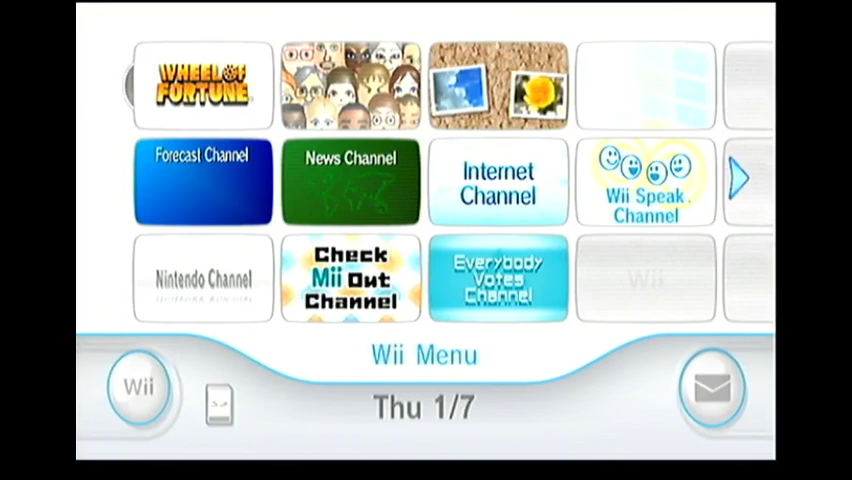 WHEEL OF
FORTUNE
Forecast Channel
News Channel
Internet
Channel
Wii Speak
Channel
Nintendo Channel
Check
Mii Out
Channel
Everybody
Votes
Channel
Wii
Wii Menu
Wii
Thu 1/7